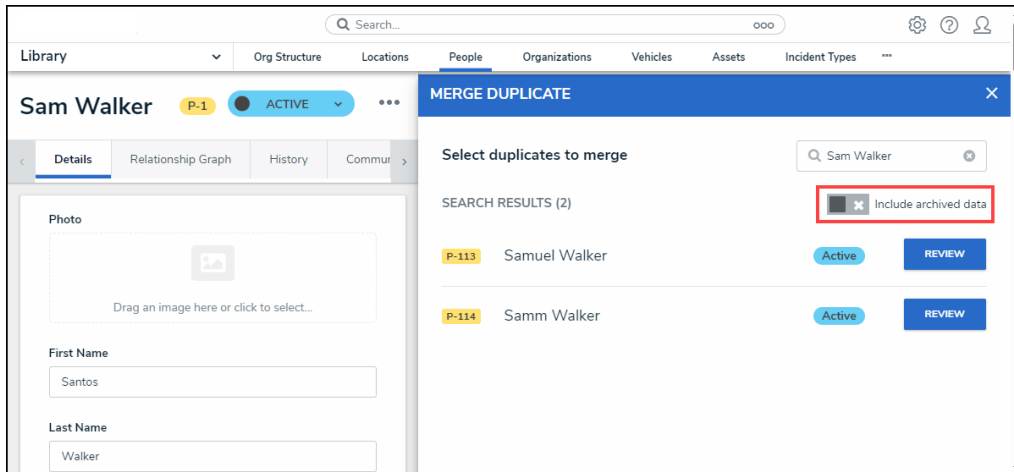 Search...
ooo
Library
Org Structure
Locations
People
Organizations
Vehicles
Assets
Incident Types
Sam Walker
P-1
ACTIVE
Details
Relationship Graph
History
Commur
Photo
Drag an image here or click to select...
First Name
Santos
Last Name
Walker
MERGE DUPLICATE
Select duplicates to merge
Sam Walker
SEARCH RESULTS (2)
Include archived data
P-113 Samuel Walker Active REVIEW
P-114 Samm Walker Active REVIEW